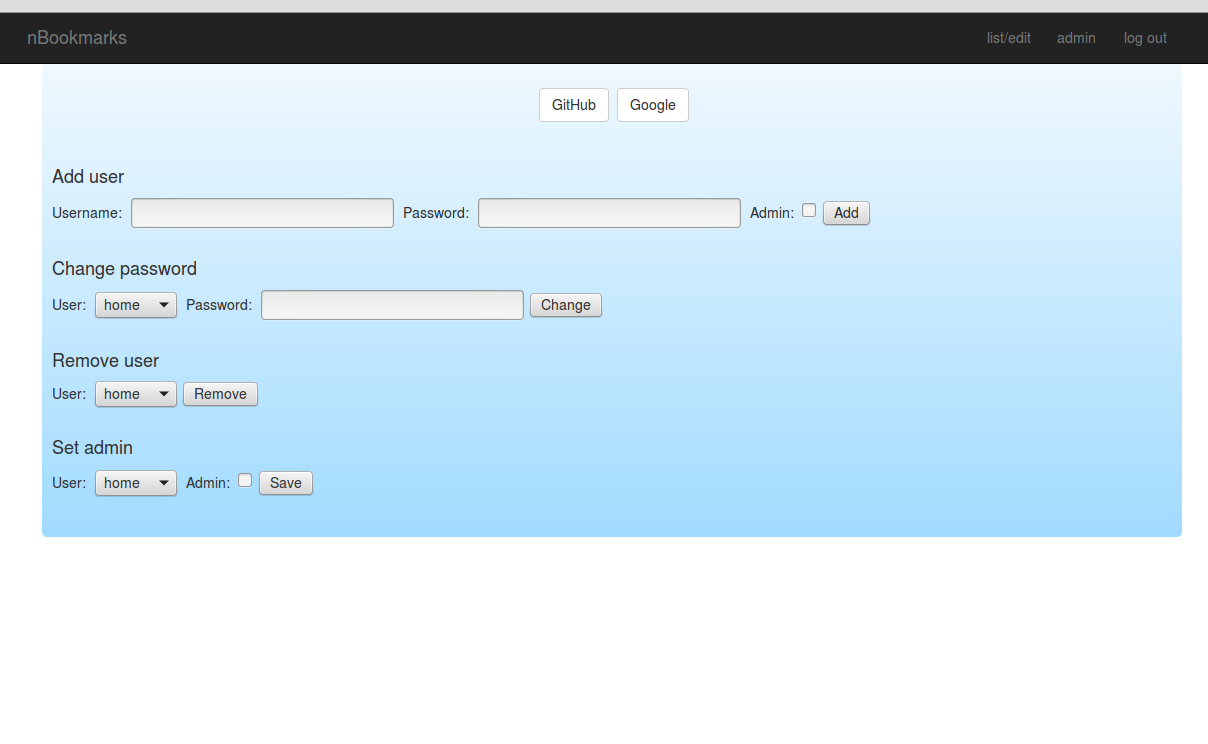 nBookmarks list/edit admin log out
GitHub Google
Add user
Username: Password: Admin: Add
Change password
User: home Password: Change
Remove user
User: home Remove
Set admin
User: home Admin: Save